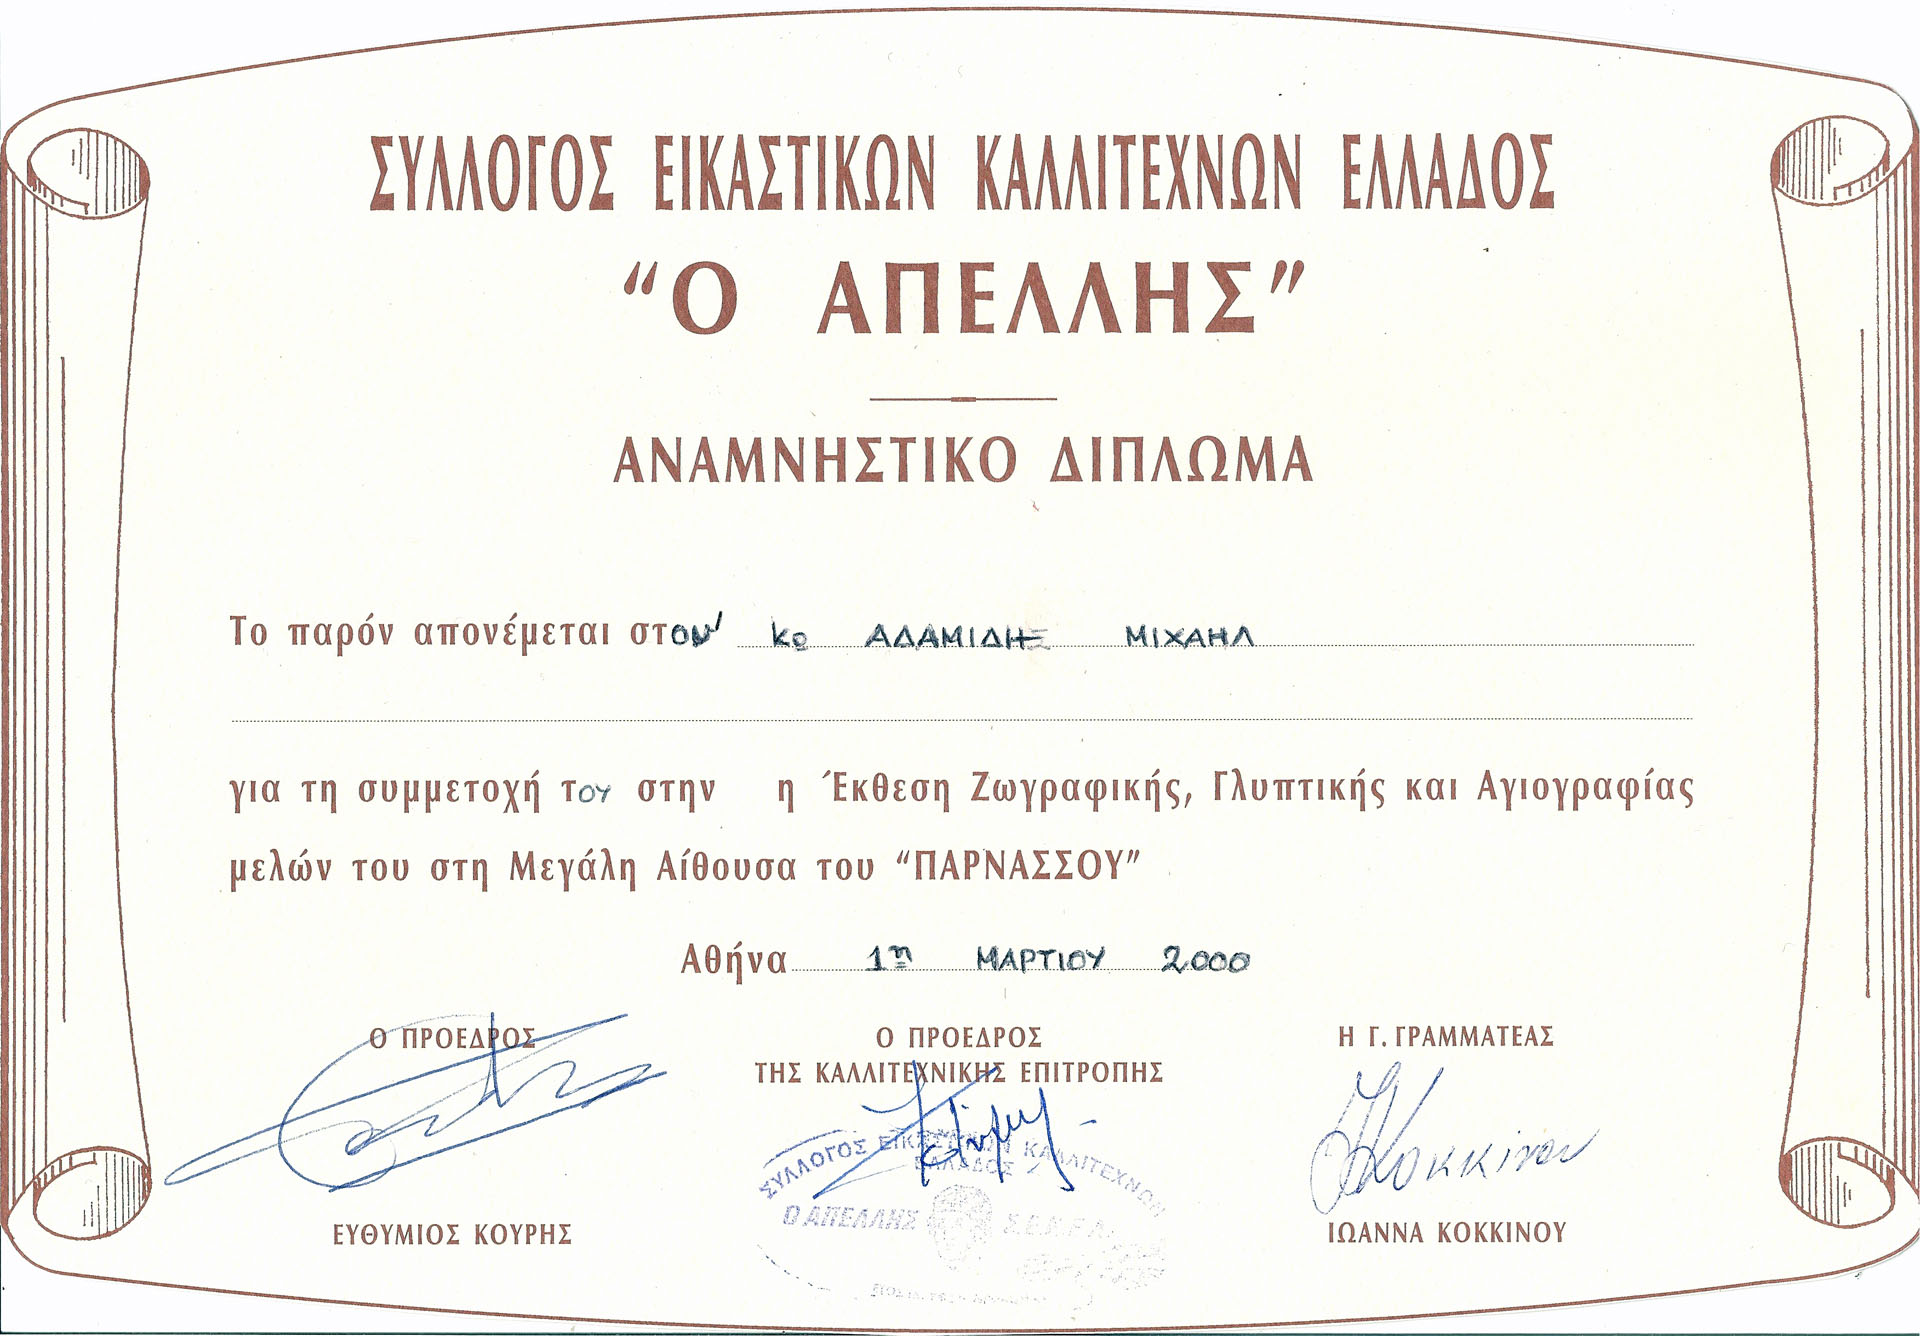 ΣΥΛΛΟΓΟΣ ΕΙΚΑΣΤΙΚΩΝ ΚΑΛΛΙΤΕΧΝΩΝ ΕΛΛΑΔΟΣ
“Ο ΑΠΕΛΛΗΣ”
ΑΝΑΜΝΗΣΤΙΚΟ ΔΙΠΛΩΜΑ
Το παρόν απονέμεται στον κο ΑΔΑΜΙΔΗΣ ΜΙΧΑΗΛ
για τη συμμετοχή του στην η Έκθεση Ζωγραφικής, Γλυπτικής και Αγιογραφίας
μελών του στη Μεγάλη Αίθουσα του “ΠΑΡΝΑΣΣΟΥ”
Αθήνα 1η ΜΑΡΤΙΟΥ 2000
Ο ΠΡΟΕΔΡΟΣ
Ο ΠΡΟΕΔΡΟΣ
ΤΗΣ ΚΑΛΛΙΤΕΧΝΙΚΗΣ ΕΠΙΤΡΟΠΗΣ
Η Γ. ΓΡΑΜΜΑΤΕΑΣ
ΣΥΛΛΟΓΟΣ ΕΙΚΑΣΤΙΚΩΝ ΚΑΛΛΙΤΕΧΝΩΝ
ΕΛΛΑΔΟΣ
Ο ΑΠΕΛΛΗΣ
Κοκκίνου
ΕΥΘΥΜΙΟΣ ΚΟΥΡΗΣ
ΙΩΑΝΝΑ ΚΟΚΚΙΝΟΥ